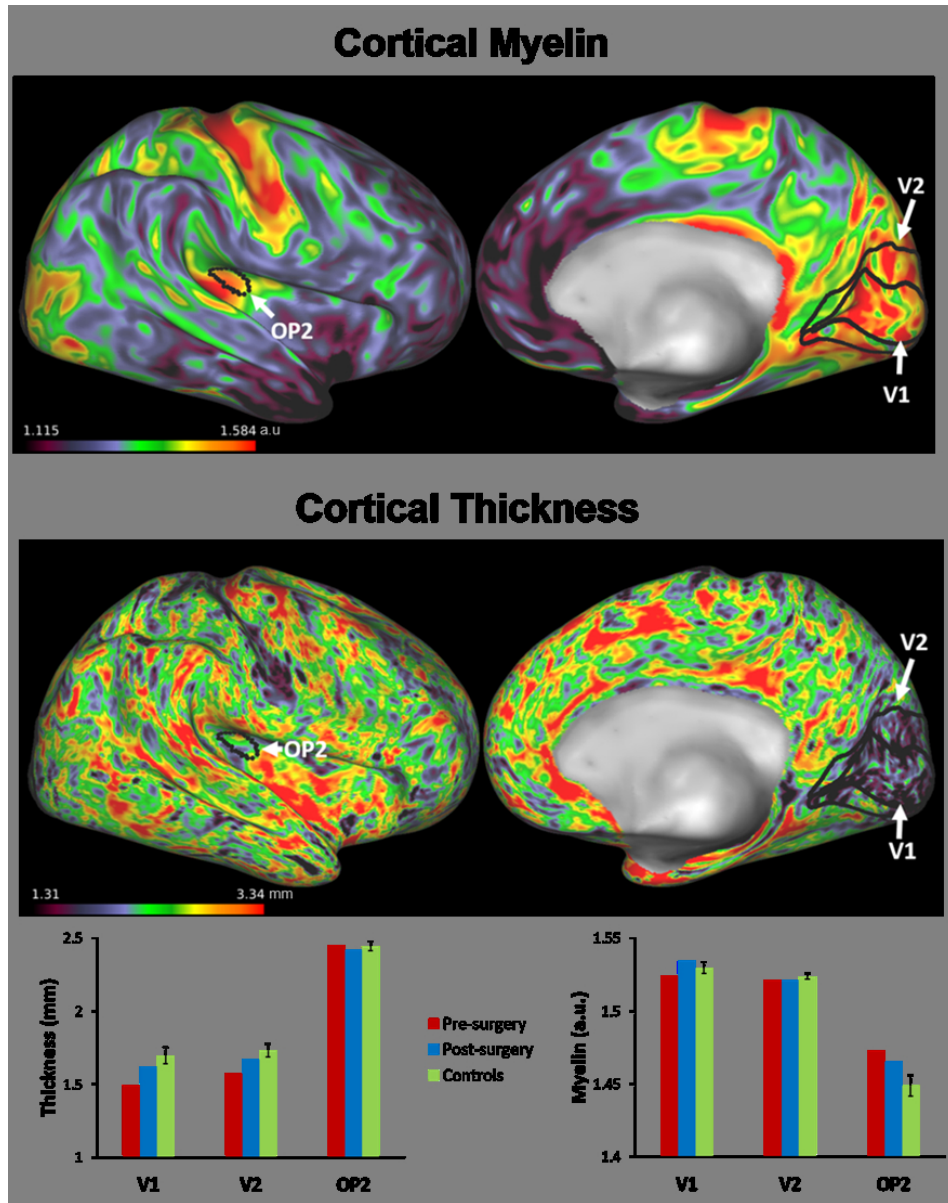 Cortical Myelin
V2
OP2
V1
1.115 1.584 a.u
Cortical Thickness
V2
OP2
V1
1.31 3.34 mm
Thickness (mm)
2.5
2
1.5
1
V1 V2 OP2
Pre-surgery
Post-surgery
Controls
Myelin (a.u.)
1.55
1.5
1.45
1.4
V1 V2 OP2